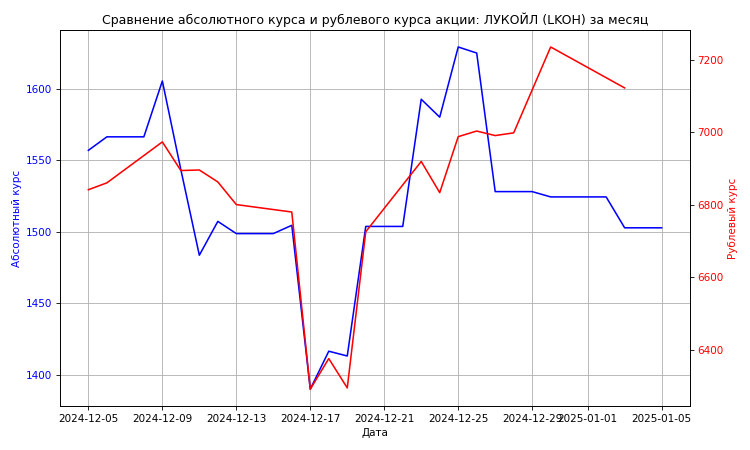 Сравнение абсолютного курса и рублевого курса акции: ЛУКОЙЛ (LKOH) за месяц
1600
1550
1500
1450
1400
Абсолютный курс
7200
7000
6800
6600
6400
Рублевый курс
2024-12-05 2024-12-09 2024-12-13 2024-12-17 2024-12-21 2024-12-25 2024-12-29 2025-01-01 2025-01-05
Дата